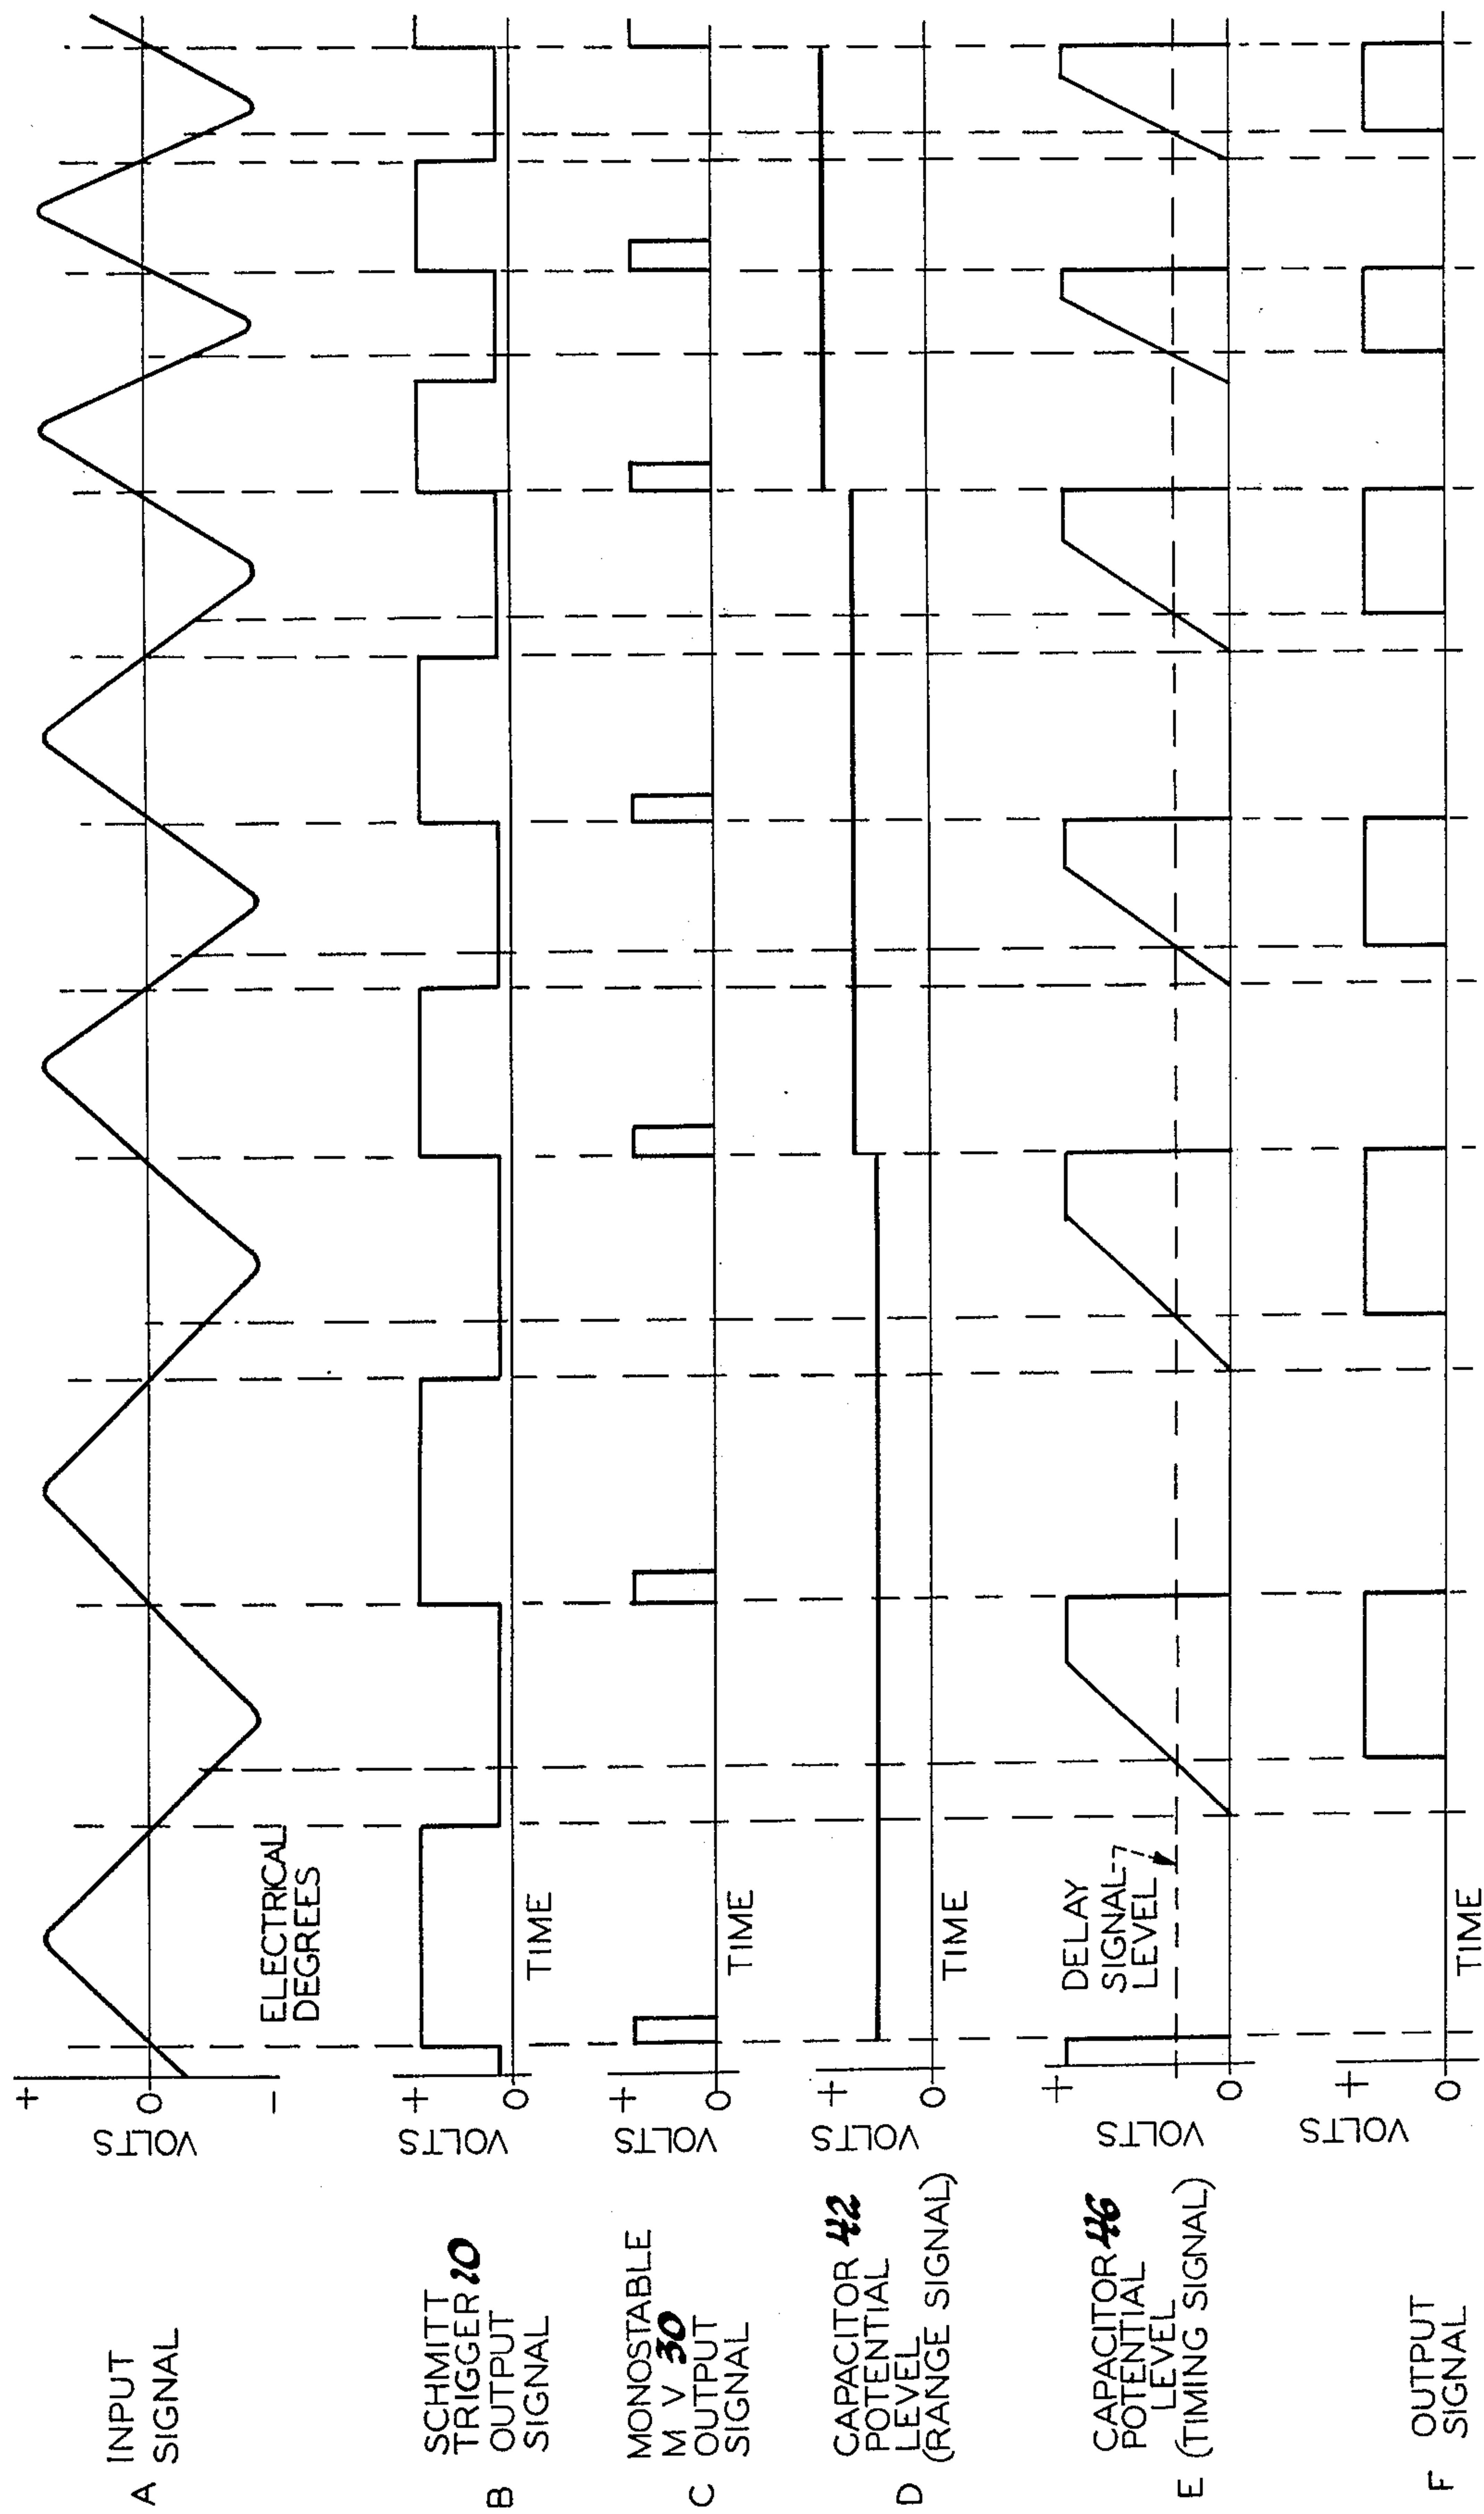 A INPUT
SIGNAL
+
0
-
VOLTS
ELECTRICAL
DEGREES
B SCHMITT
TRIGGER 20
OUTPUT
SIGNAL
+
0
VOLTS
TIME
C MONOSTABLE
M V 30
OUTPUT
SIGNAL
+
0
VOLTS
TIME
D CAPACITOR 42
POTENTIAL
LEVEL
(RANGE SIGNAL)
+
0
VOLTS
TIME
E CAPACITOR 46
POTENTIAL
LEVEL
(TIMING SIGNAL)
+
0
VOLTS
DELAY
SIGNAL
LEVEL
F OUTPUT
SIGNAL
+
0
VOLTS
TIME